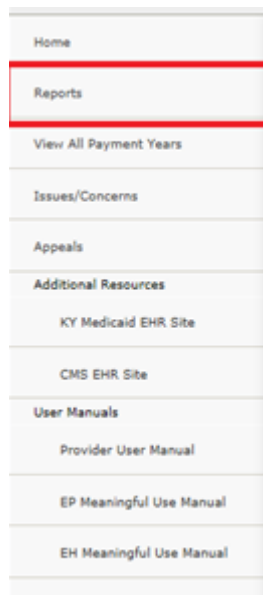 Home
Reports
View All Payment Years
Issues/Concerns
Appeals
Additional Resources
KY Medicaid EHR Site
CMS EHR Site
User Manuals
Provider User Manual
EP Meaningful Use Manual
EH Meaningful Use Manual